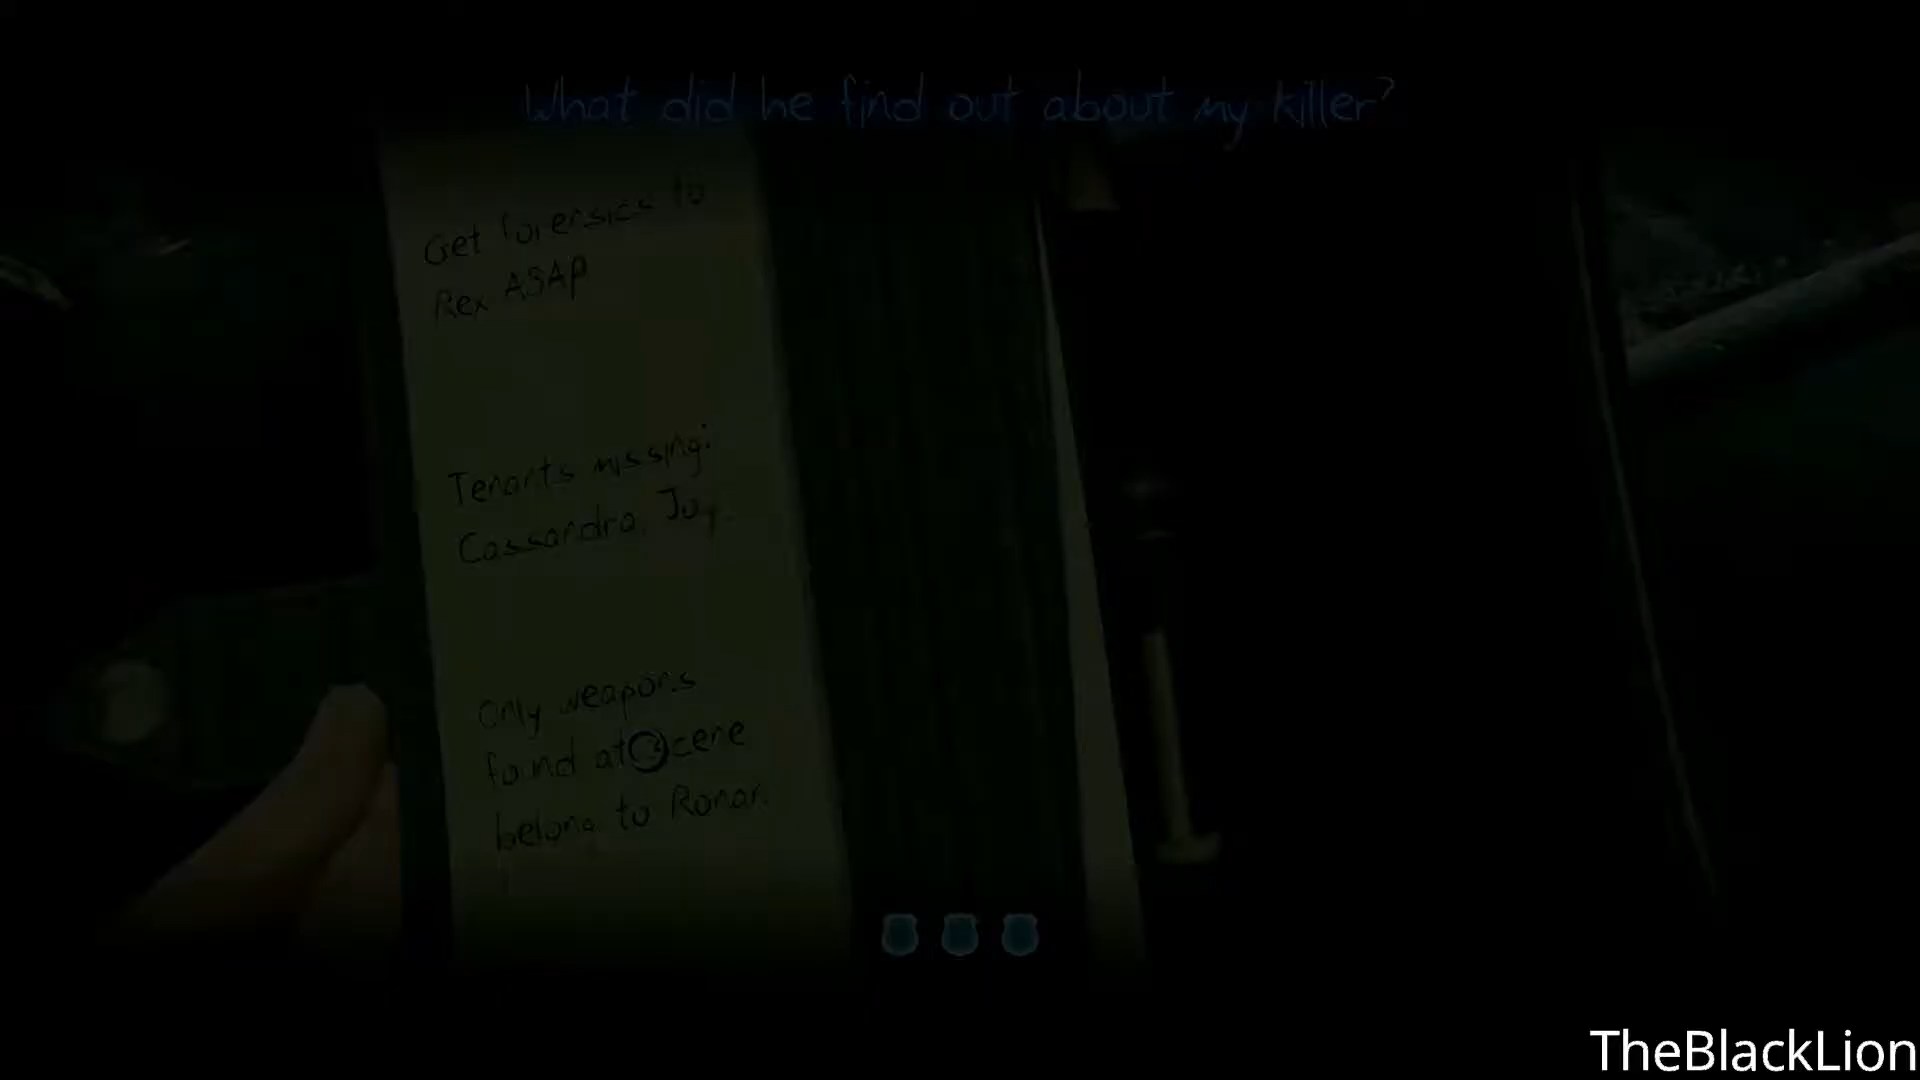 What did he find out about my killer?
Get forensics to
Rex ASAP
Tenants missing:
Cassandra, Joy.
Only weapons
found at scene
belong to Ronan.
TheBlackLion